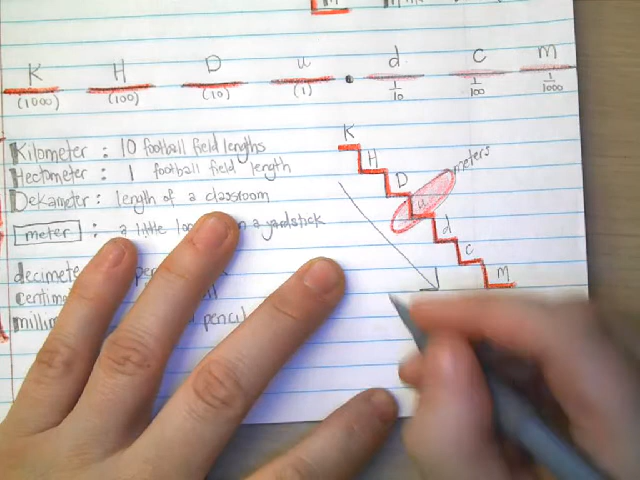 K H D u . d c m
(1000) (100) (10) (1) 1/10 1/100 1/1000
Kilometer : 10 football field lengths
Hectometer : 1 football field length
Dekameter : length of a classroom
meter : a little a yardstick
pencil
K
H
D
u
meters
d
c
M